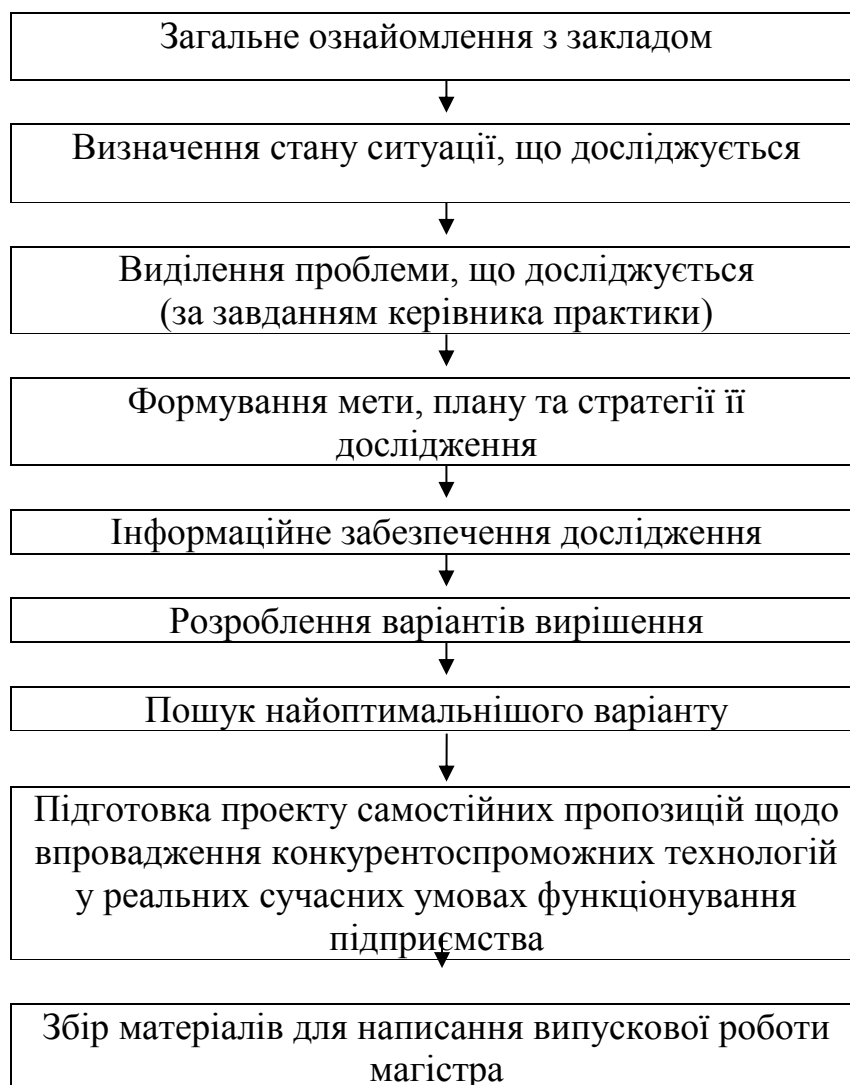 Загальне ознайомлення з закладом
Визначення стану ситуації, що досліджується
Виділення проблеми, що досліджується
(за завданням керівника практики)
Формування мети, плану та стратегії її
дослідження
Інформаційне забезпечення дослідження
Розроблення варіантів вирішення
Пошук найоптимальнішого варіанту
Підготовка проекту самостійних пропозицій щодо
впровадження конкурентоспроможних технологій
у реальних сучасних умовах функціонування
підприємства
Збір матеріалів для написання випускової роботи
магістра